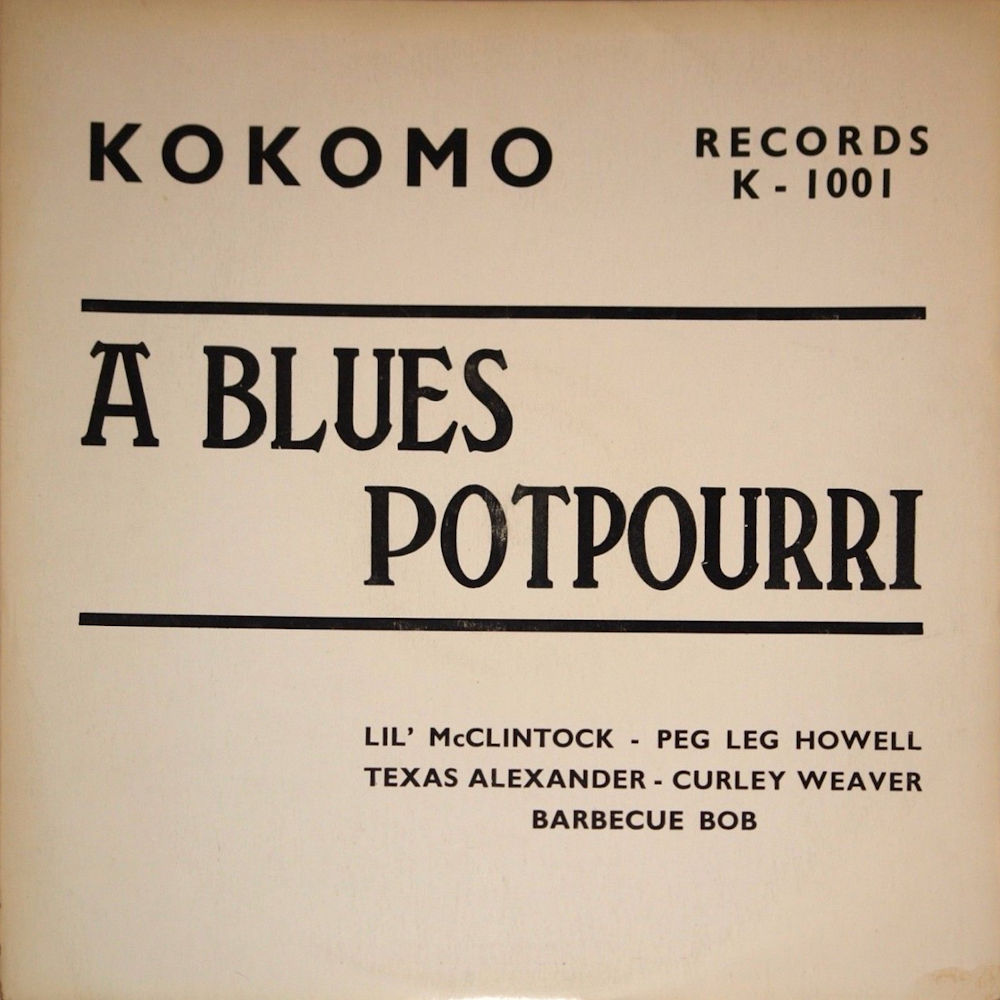 KOKOMO
RECORDS
K - 1001
A BLUES
POTPOURRI
LIL' McCLINTOCK - PEG LEG HOWELL
TEXAS ALEXANDER - CURLEY WEAVER
BARBECUE BOB